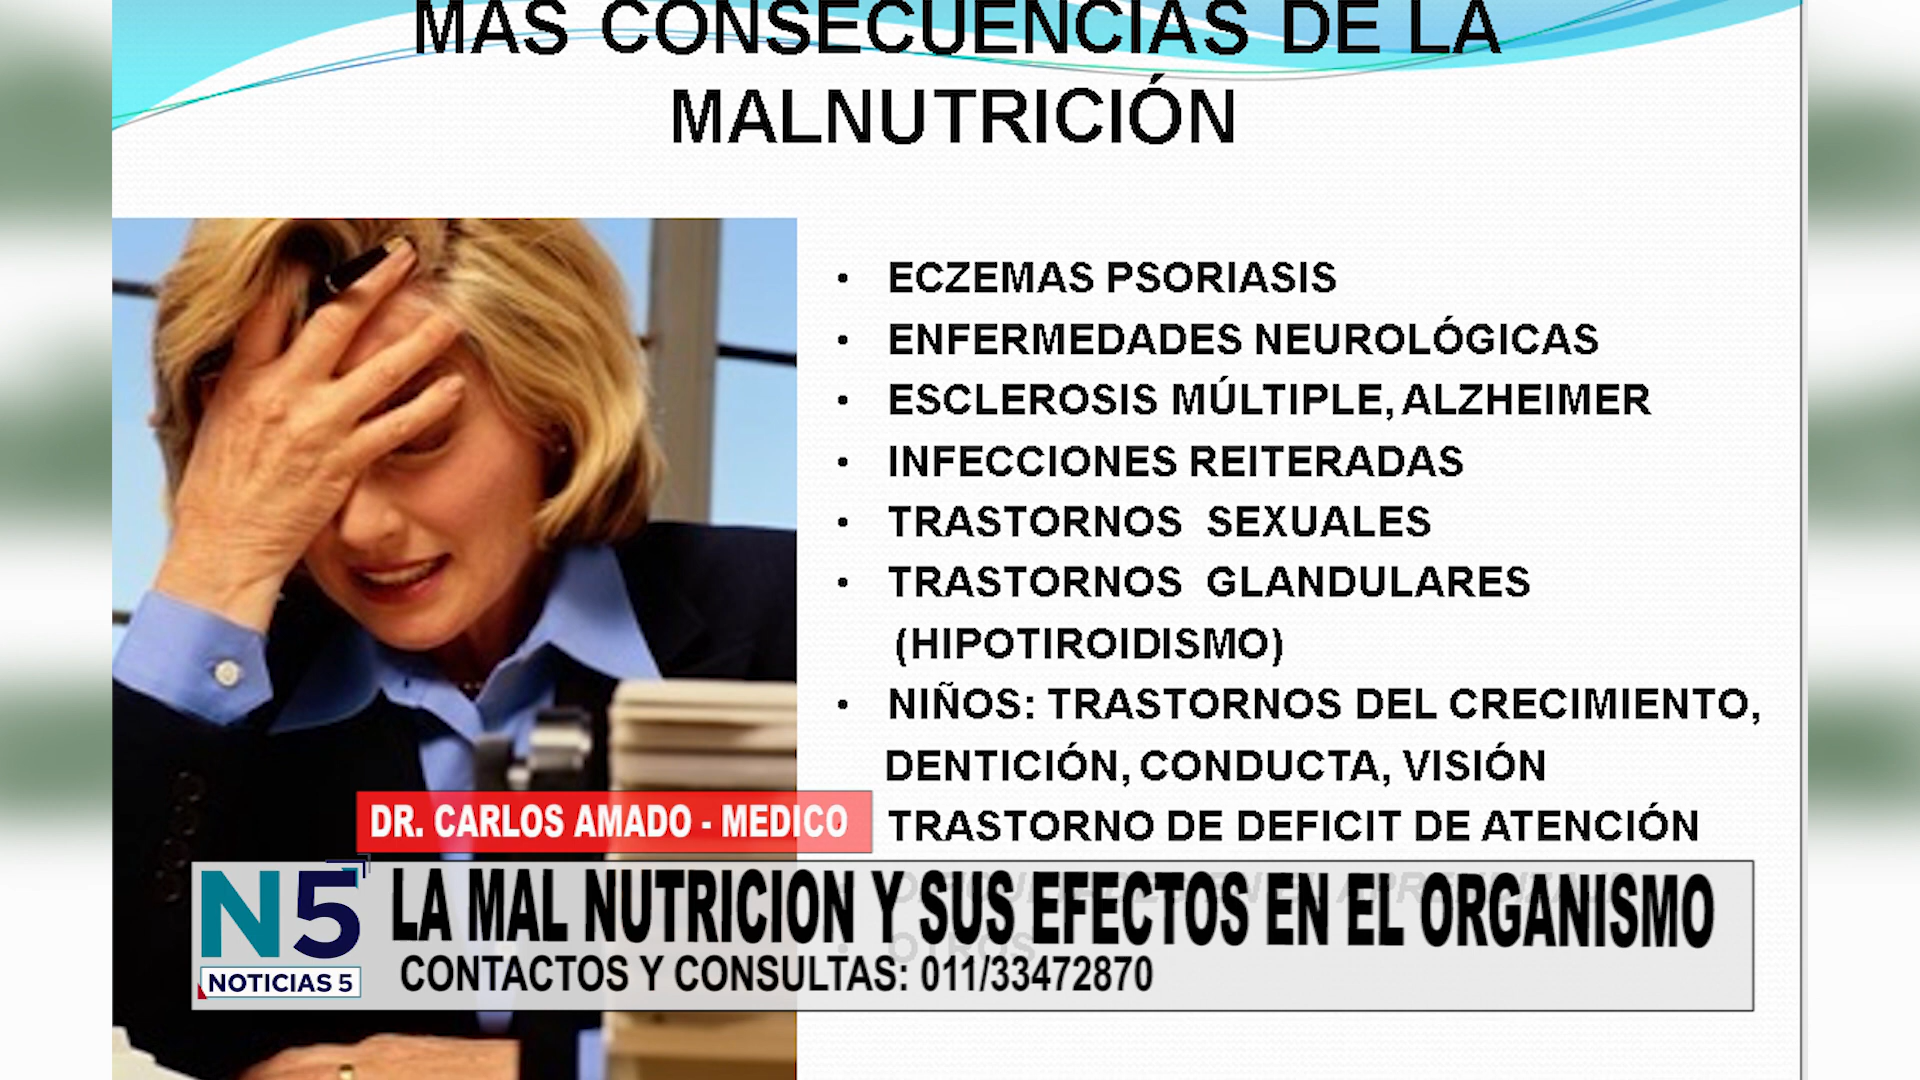 MAS CONSECUENCIAS DE LA
MALNUTRICIÓN
• ECZEMAS PSORIASIS
• ENFERMEDADES NEUROLÓGICAS
• ESCLEROSIS MÚLTIPLE, ALZHEIMER
• INFECCIONES REITERADAS
• TRASTORNOS SEXUALES
• TRASTORNOS GLANDULARES
(HIPOTIROIDISMO)
• NIÑOS: TRASTORNOS DEL CRECIMIENTO,
DENTICIÓN, CONDUCTA, VISIÓN
TRASTORNO DE DEFICIT DE ATENCIÓN
• OTROS
DR. CARLOS AMADO - MEDICO
N5
NOTICIAS 5
LA MAL NUTRICION Y SUS EFECTOS EN EL ORGANISMO
CONTACTOS Y CONSULTAS: 011/33472870